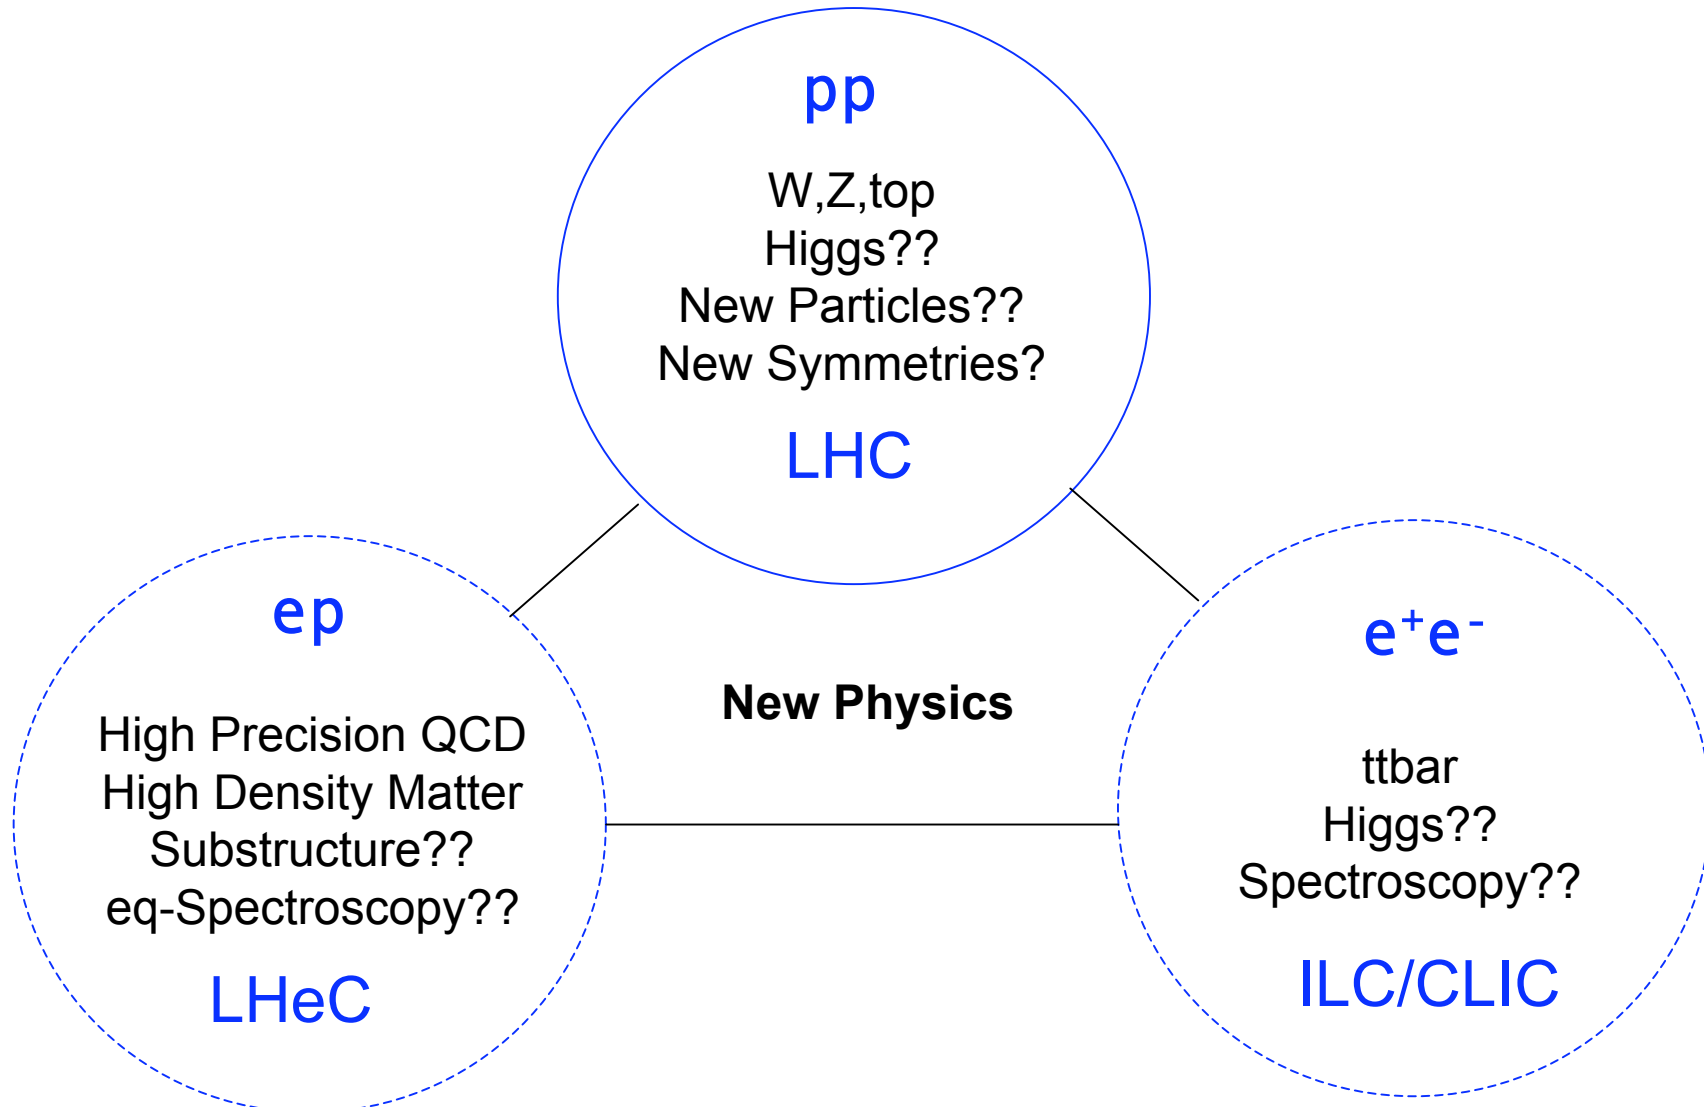 pp
W,Z,top
Higgs??
New Particles??
New Symmetries?
LHC
ep
High Precision QCD
High Density Matter
Substructure??
eq-Spectroscopy??
LHeC
New Physics
e⁺e⁻
ttbar
Higgs??
Spectroscopy??
ILC/CLIC